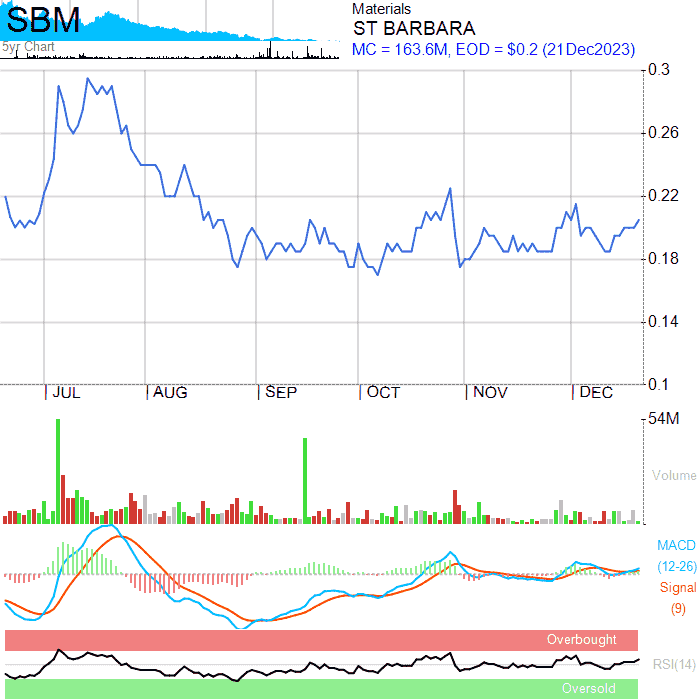 SBM
5yr Chart
Materials
ST BARBARA
MC = 163.6M, EOD = $0.2 (21Dec2023)
0.3
0.26
0.22
0.18
0.14
0.1
JUL AUG SEP OCT NOV DEC
54M
Volume
MACD
(12-26)
Signal
(9)
Overbought
RSI(14)
Oversold